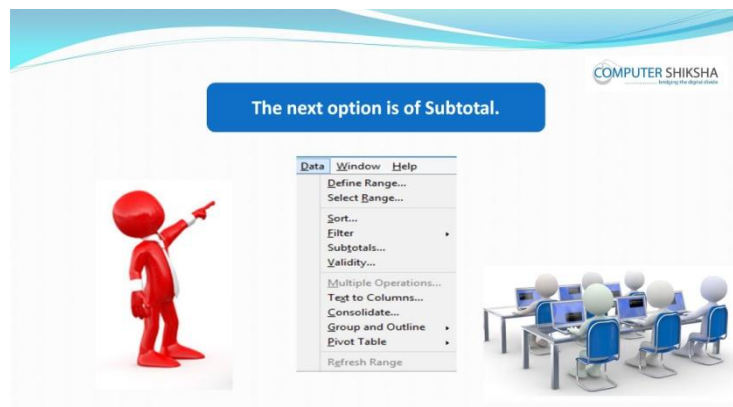 COMPUTER SHIKSHA
bridging the digital divide
The next option is of Subtotal.
Data Window Help
Define Range...
Select Range...
Sort...
Filter
Subtotals...
Validity...
Multiple Operations...
Text to Columns...
Consolidate...
Group and Outline
Pivot Table
Refresh Range